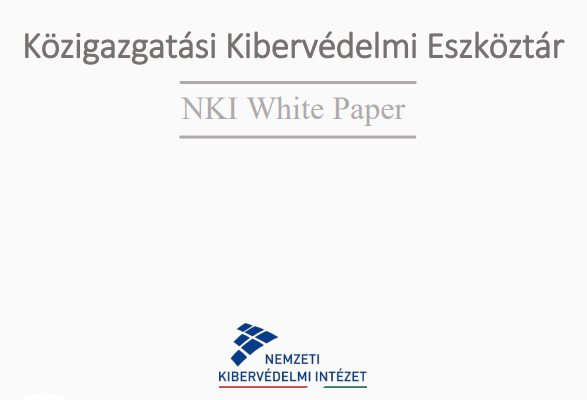 Közigazgatási Kibervédelmi Eszköztár
NKI White Paper
NEMZETI
KIBERVÉDELMI INTÉZET